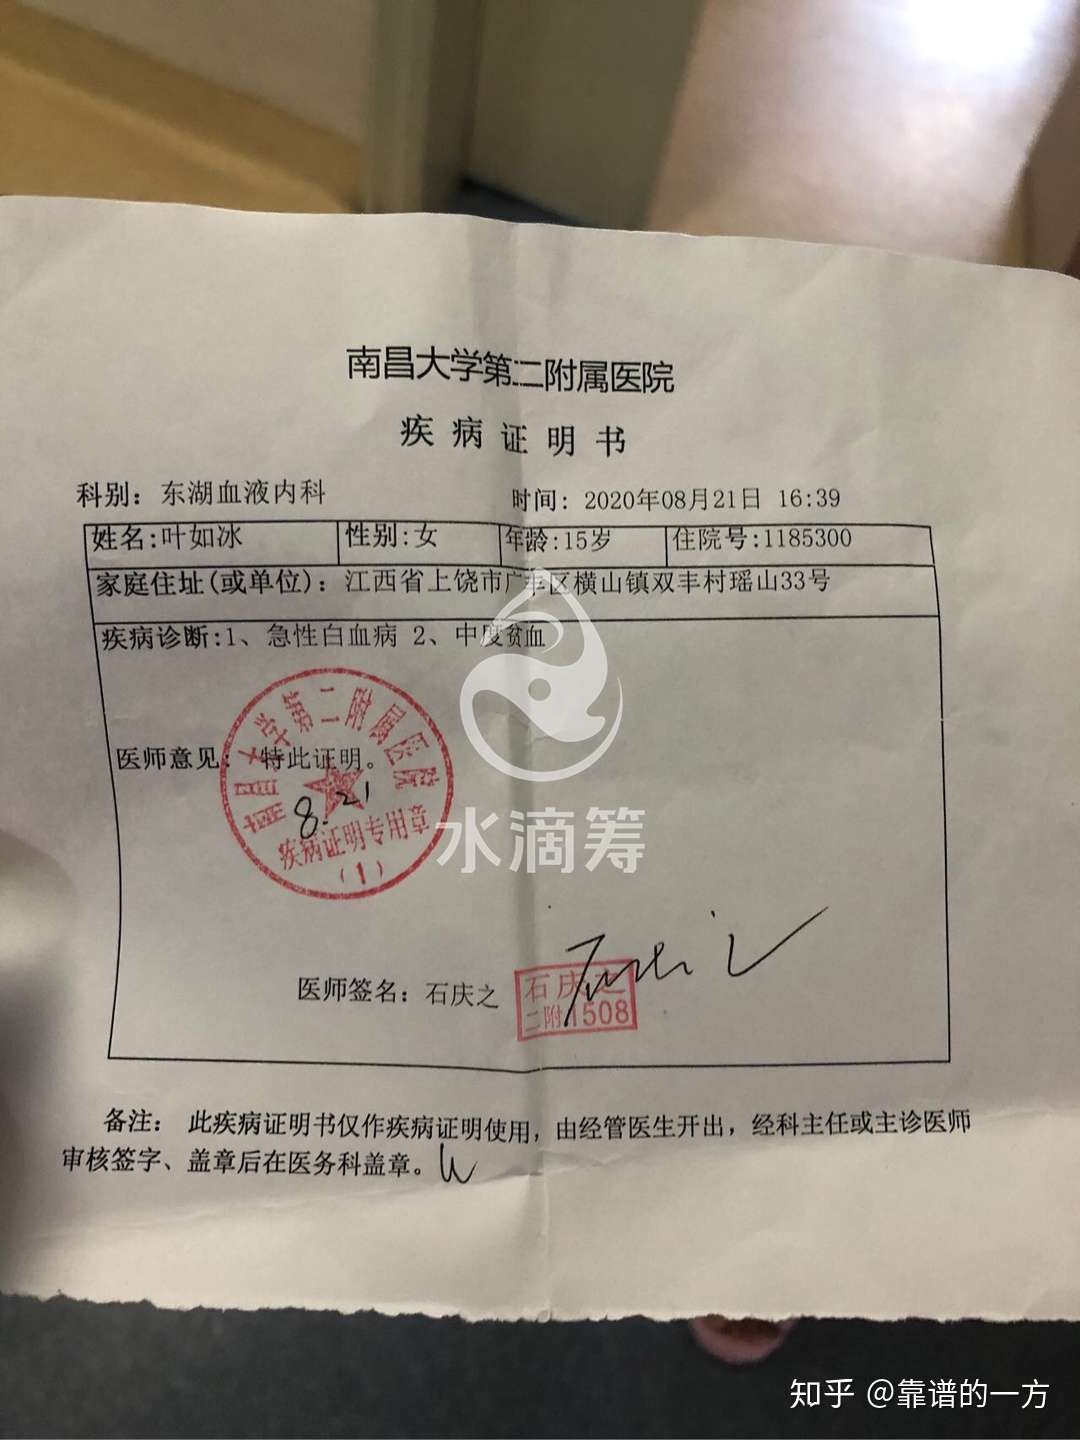 南昌大学第二附属医院
疾病证明书
科别：东湖血液内科 时间：2020年08月21日 16:39
姓名:叶如冰 性别:女 年龄:15岁 住院号:1185300
家庭住址(或单位)：江西省上饶市广丰区横山镇双丰村瑶山33号
疾病诊断:1、急性白血病 2、中度贫血
南昌大学第二附属医院
医师意见：特此证明。
8.21
疾病证明专用章
(1)
水滴筹
医师签名：石庆之
石庆之
二附1508
备注： 此疾病证明书仅作疾病证明使用，由经管医生开出，经科主任或主诊医师
审核签字、盖章后在医务科盖章。
知乎 @靠谱的一方